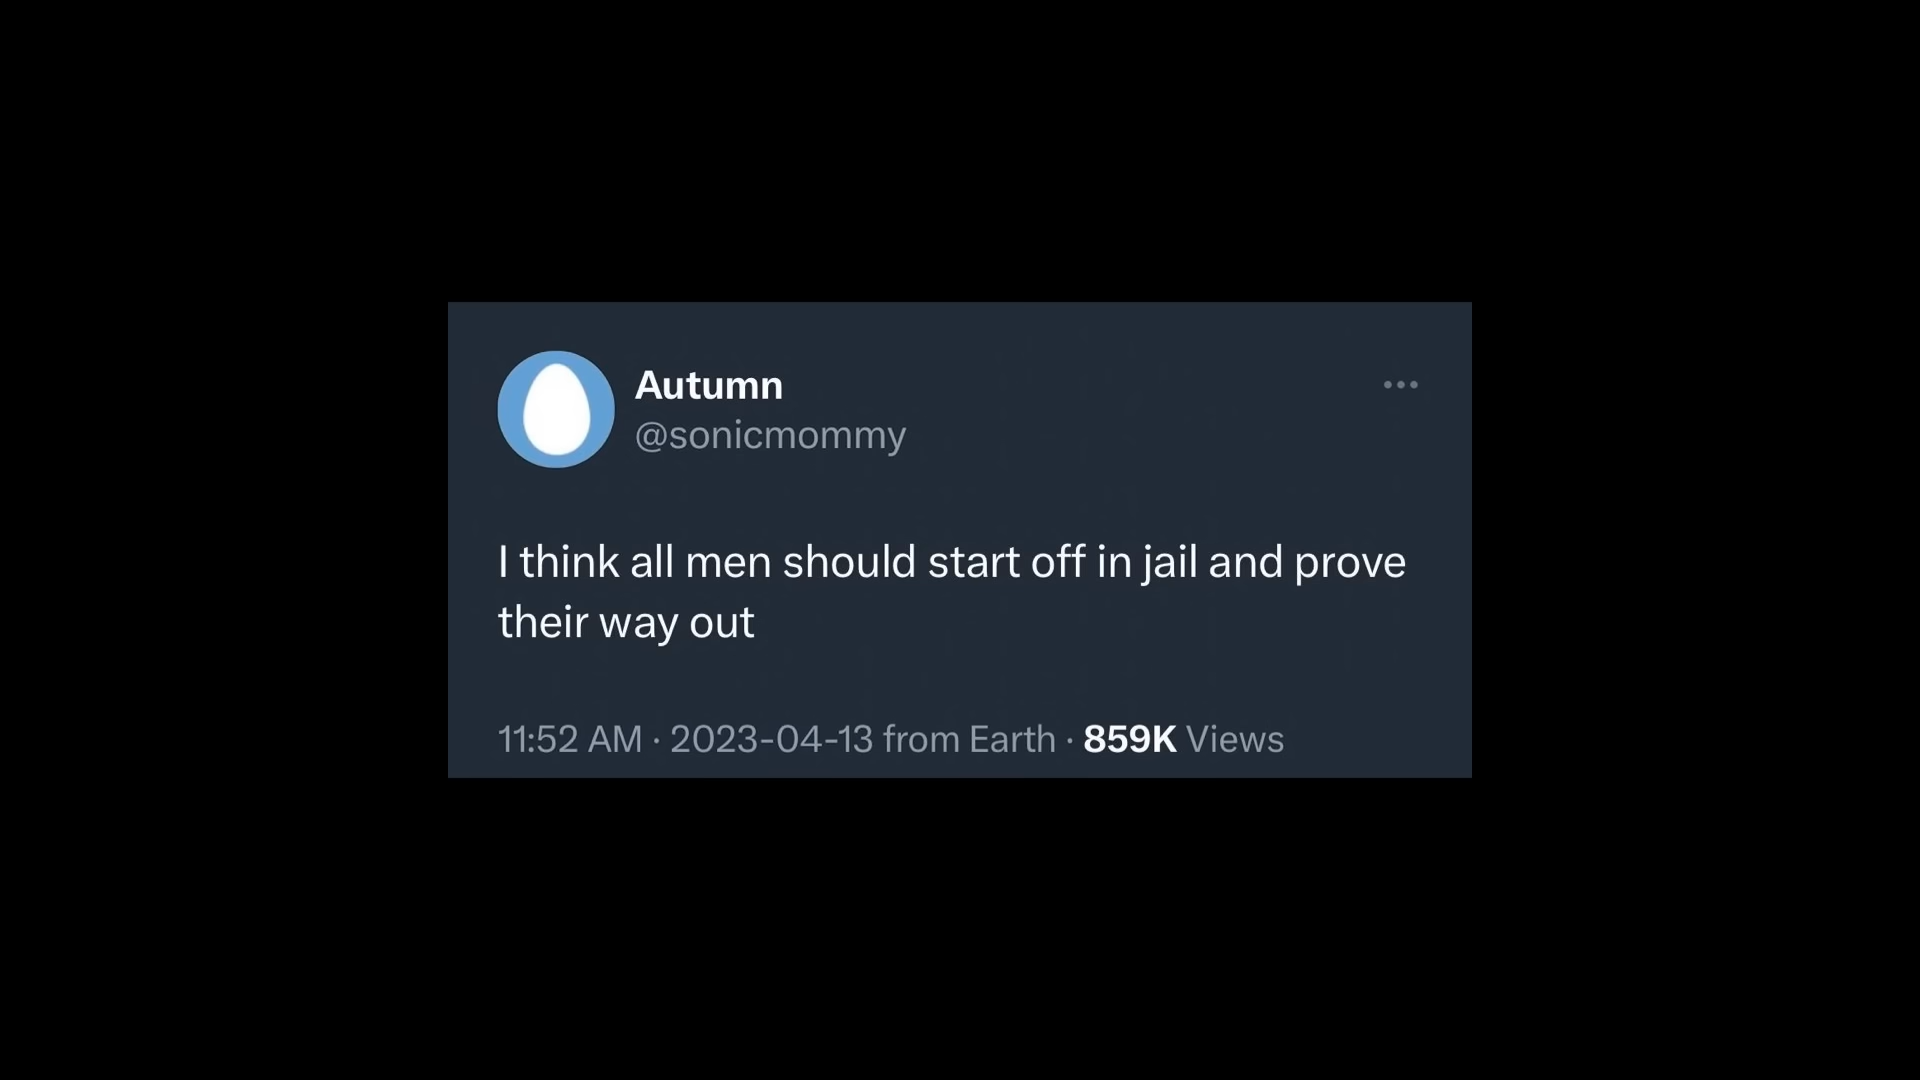 Autumn
@sonicmommy
I think all men should start off in jail and prove
their way out
11:52 AM · 2023-04-13 from Earth · 859K Views